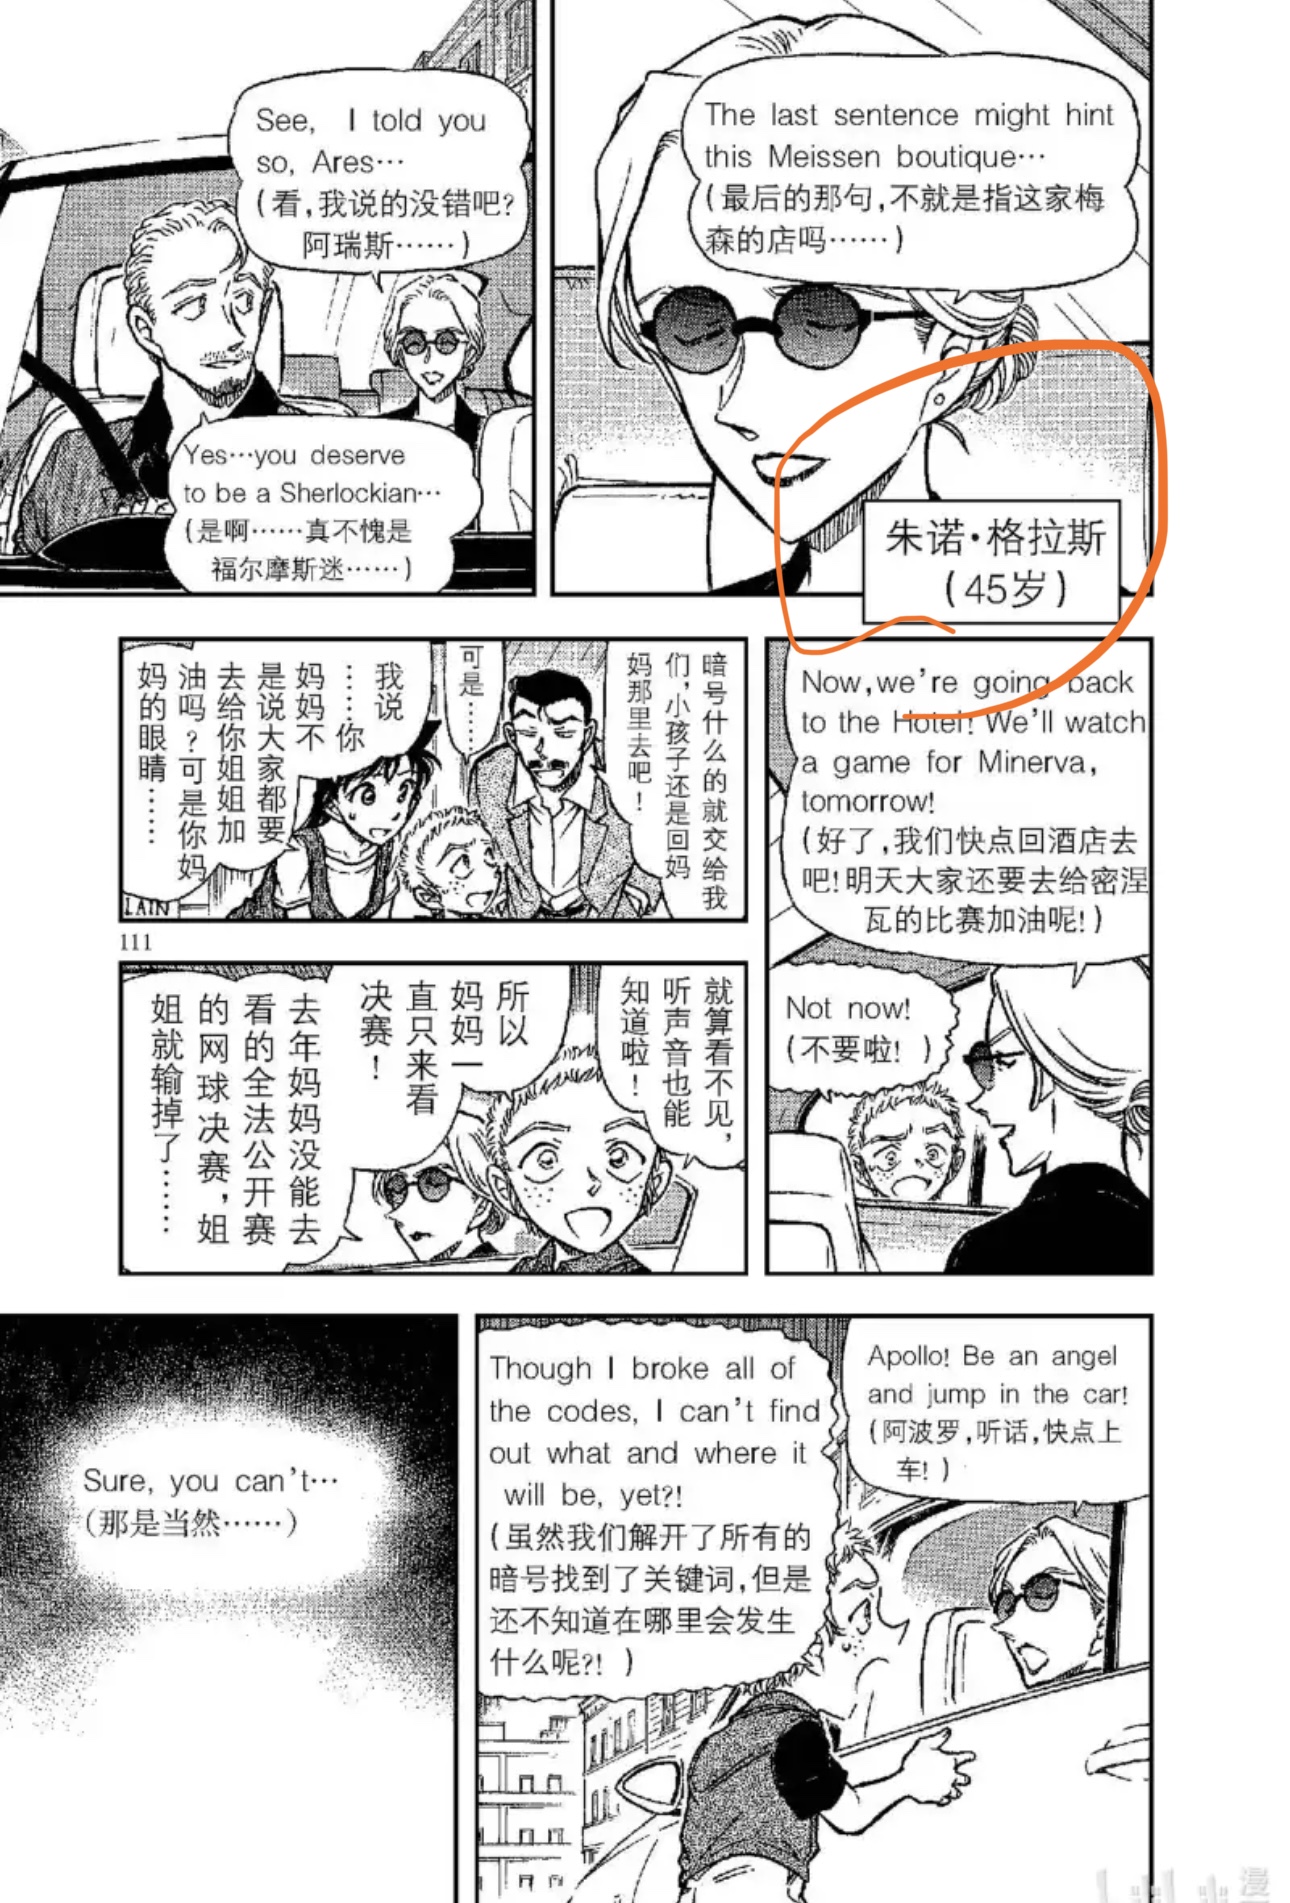 The last sentence might hint
this Meissen boutique…
(最后的那句,不就是指这家梅
森的店吗……)
朱诺·格拉斯
(45岁)
See, I told you
so, Ares…
(看,我说的没错吧?
阿瑞斯……)
Yes…you deserve
to be a Sherlockian…
(是啊……真不愧是
福尔摩斯迷……)
Now,we're going back
to the Hotel! We'll watch
a game for Minerva,
tomorrow!
(好了,我们快点回酒店去
吧!明天大家还要去给密涅
瓦的比赛加油呢!)
Not now!
(不要啦! )
暗号什么的就交给我
们，小孩子还是回妈
妈那里去吧！
可是…
我说
……你
妈妈不
是说大家都要
去给你姐姐加
油吗？可是你妈
妈的眼睛……
LAIN
111
就算看不见，
听声音也能
知道啦！
所以
妈妈一
直只来看
决赛！
去年妈妈没能去
看的全法公开赛
的网球决赛，姐
姐就输掉了……
Apollo! Be an angel
and jump in the car!
(阿波罗,听话,快点上
车! )
Though I broke all of
the codes, I can't find
out what and where it
will be, yet?!
(虽然我们解开了所有的
暗号找到了关键词,但是
还不知道在哪里会发生
什么呢?! )
Sure, you can't…
(那是当然……)
漫